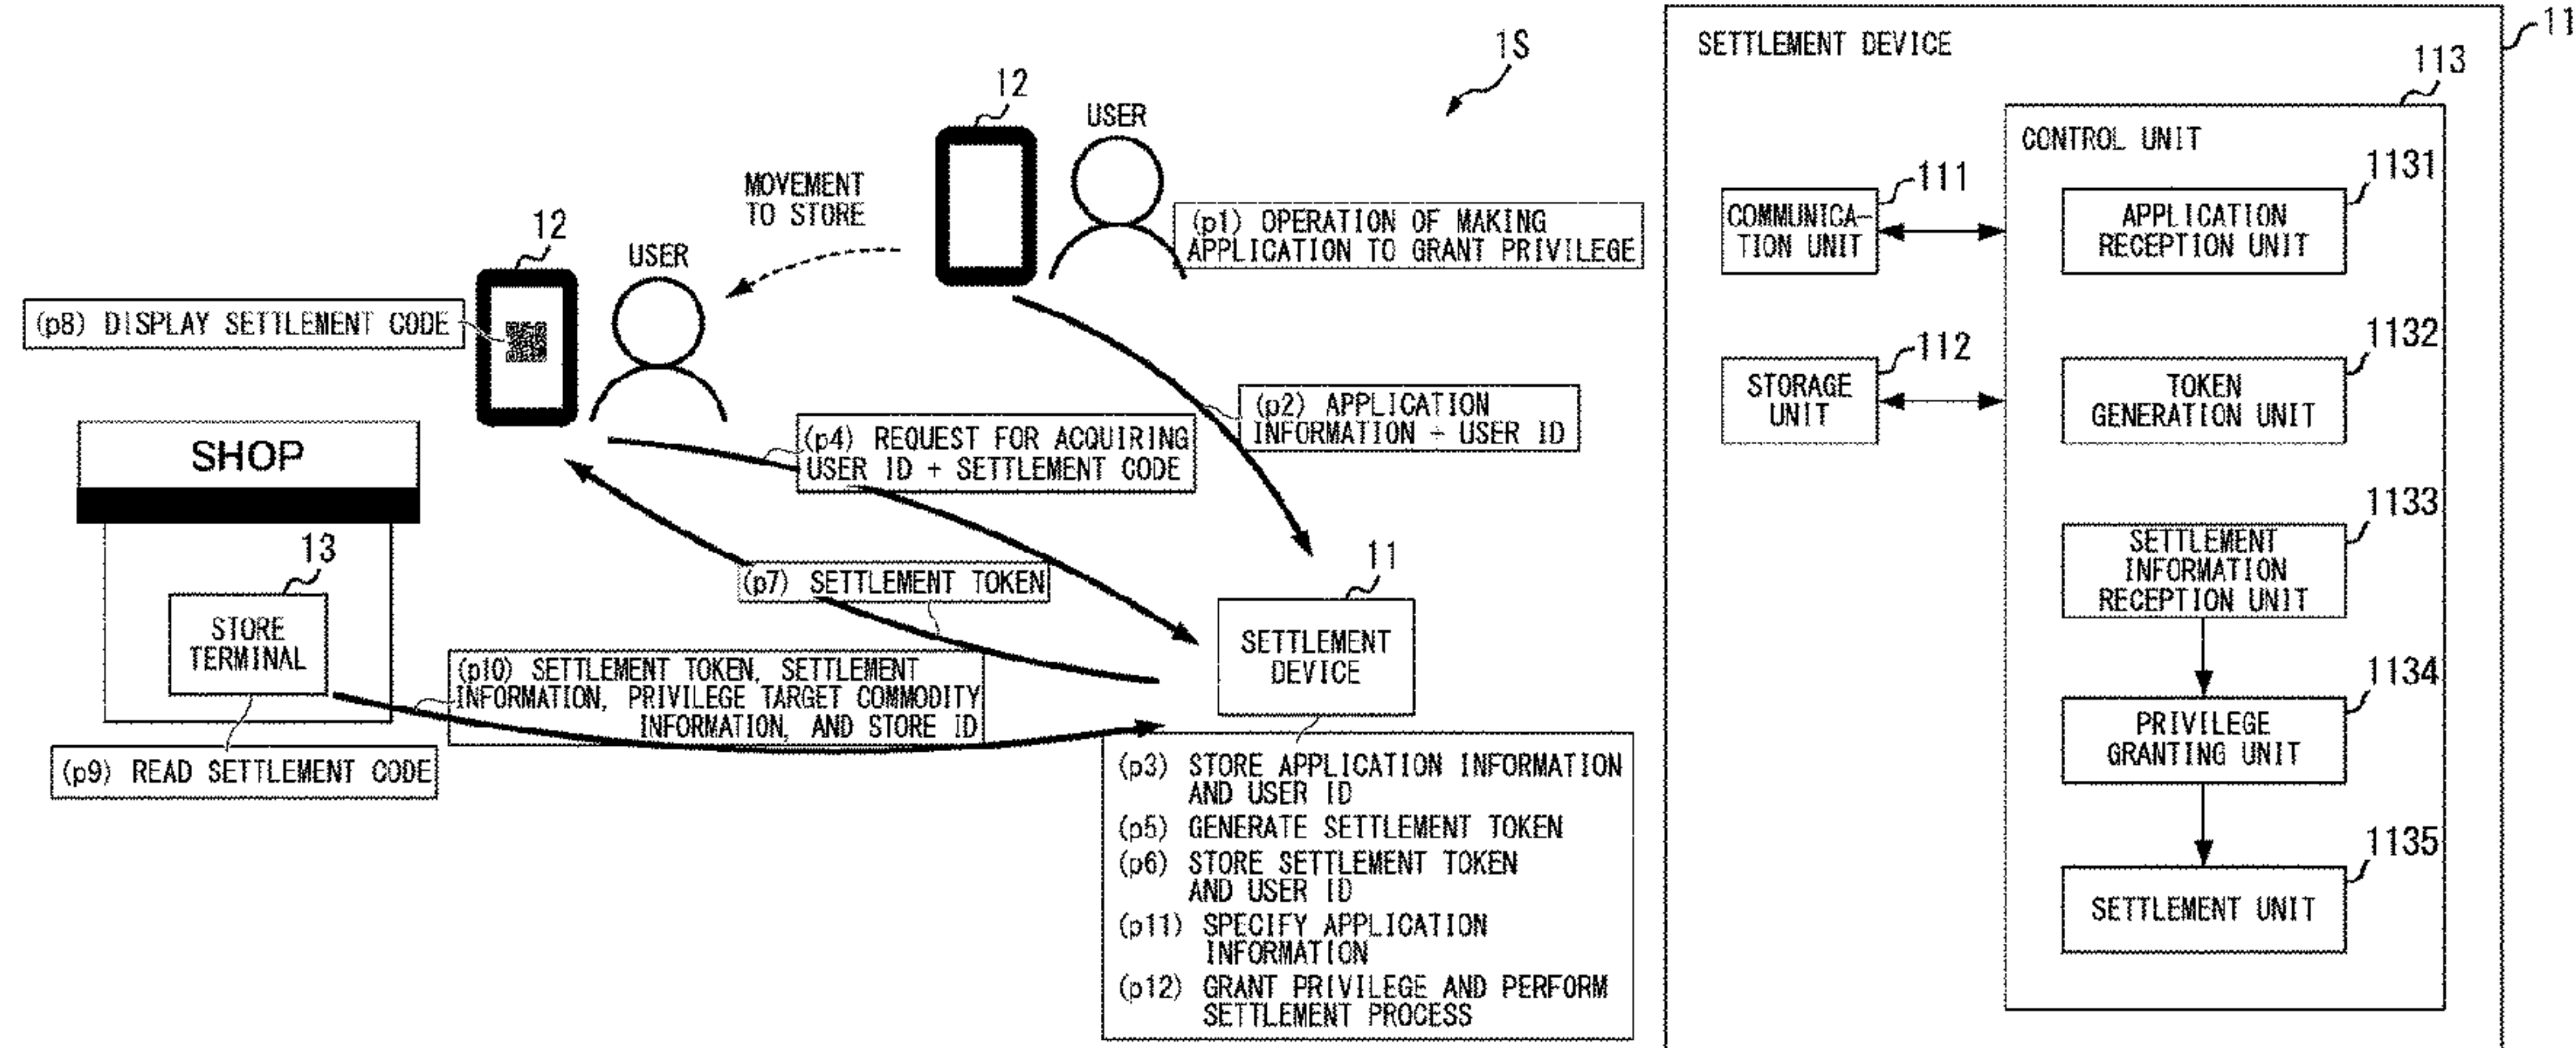 1S
12
USER
(p1) OPERATION OF MAKING
APPLICATION TO GRANT PRIVILEGE
MOVEMENT
TO STORE
12
USER
(p8) DISPLAY SETTLEMENT CODE
(p2) APPLICATION
INFORMATION + USER ID
(p4) REQUEST FOR ACQUIRING
USER ID + SETTLEMENT CODE
SHOP
13
STORE
TERMINAL
(p7) SETTLEMENT TOKEN
11
SETTLEMENT
DEVICE
(p10) SETTLEMENT TOKEN, SETTLEMENT
INFORMATION, PRIVILEGE TARGET COMMODITY
INFORMATION, AND STORE ID
(p9) READ SETTLEMENT CODE
(p3) STORE APPLICATION INFORMATION
AND USER ID
(p5) GENERATE SETTLEMENT TOKEN
(p6) STORE SETTLEMENT TOKEN
AND USER ID
(p11) SPECIFY APPLICATION
INFORMATION
(p12) GRANT PRIVILEGE AND PERFORM
SETTLEMENT PROCESS
11
SETTLEMENT DEVICE
113
CONTROL UNIT
111
COMMUNICA-
TION UNIT
1131
APPLICATION
RECEPTION UNIT
112
STORAGE
UNIT
1132
TOKEN
GENERATION UNIT
1133
SETTLEMENT
INFORMATION
RECEPTION UNIT
1134
PRIVILEGE
GRANTING UNIT
1135
SETTLEMENT UNIT